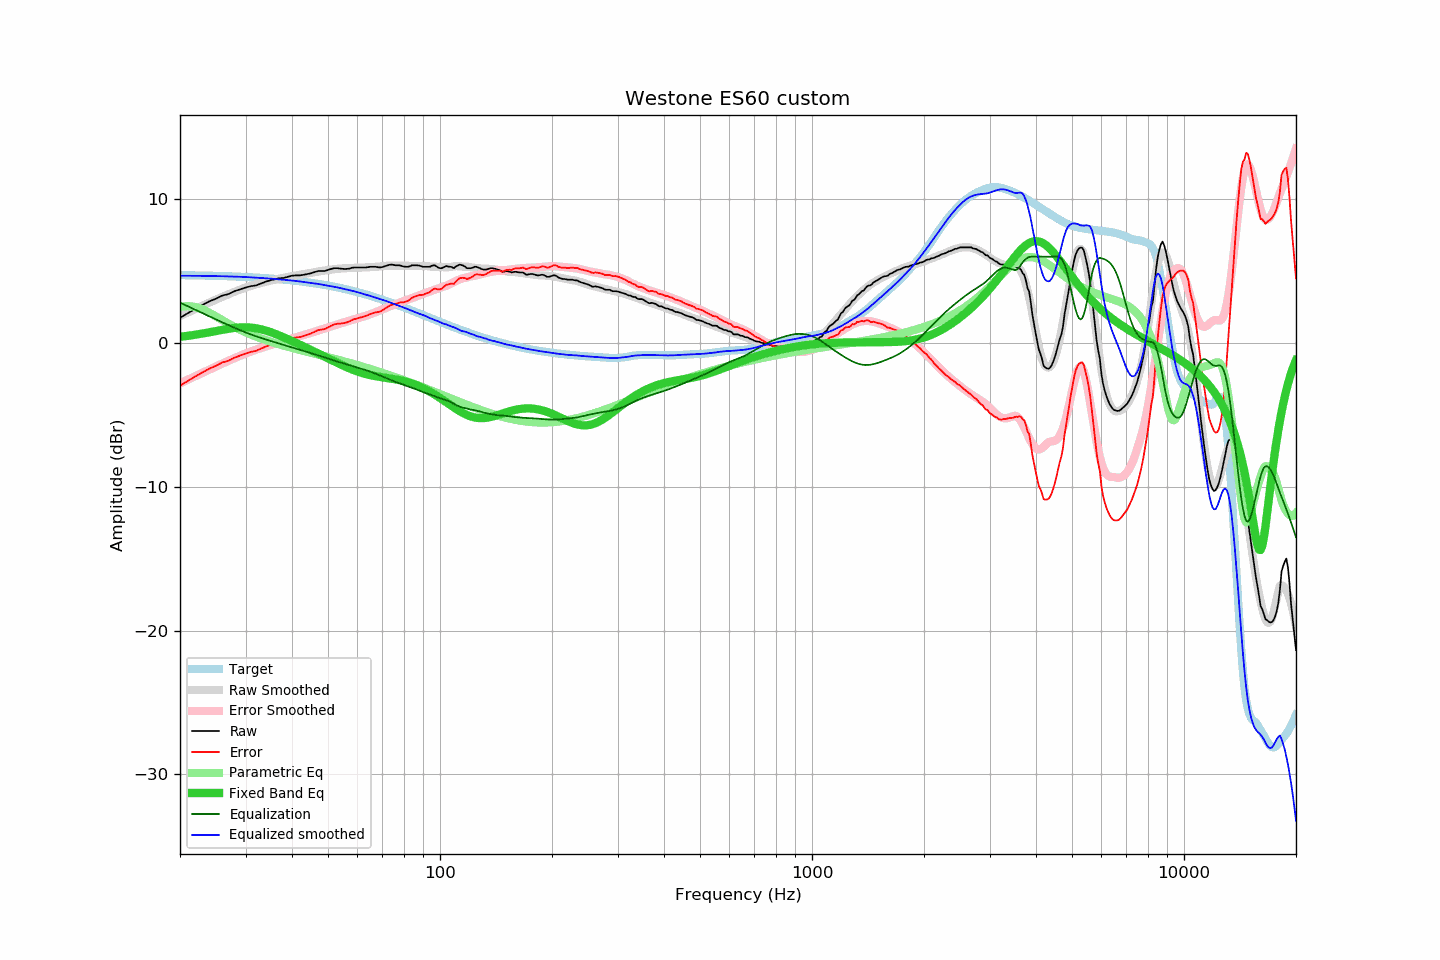 Westone ES60 custom
Amplitude (dBr)
10
0
−10
−20
−30
Target
Raw Smoothed
Error Smoothed
Raw
Error
Parametric Eq
Fixed Band Eq
Equalization
Equalized smoothed
100
1000
10000
Frequency (Hz)